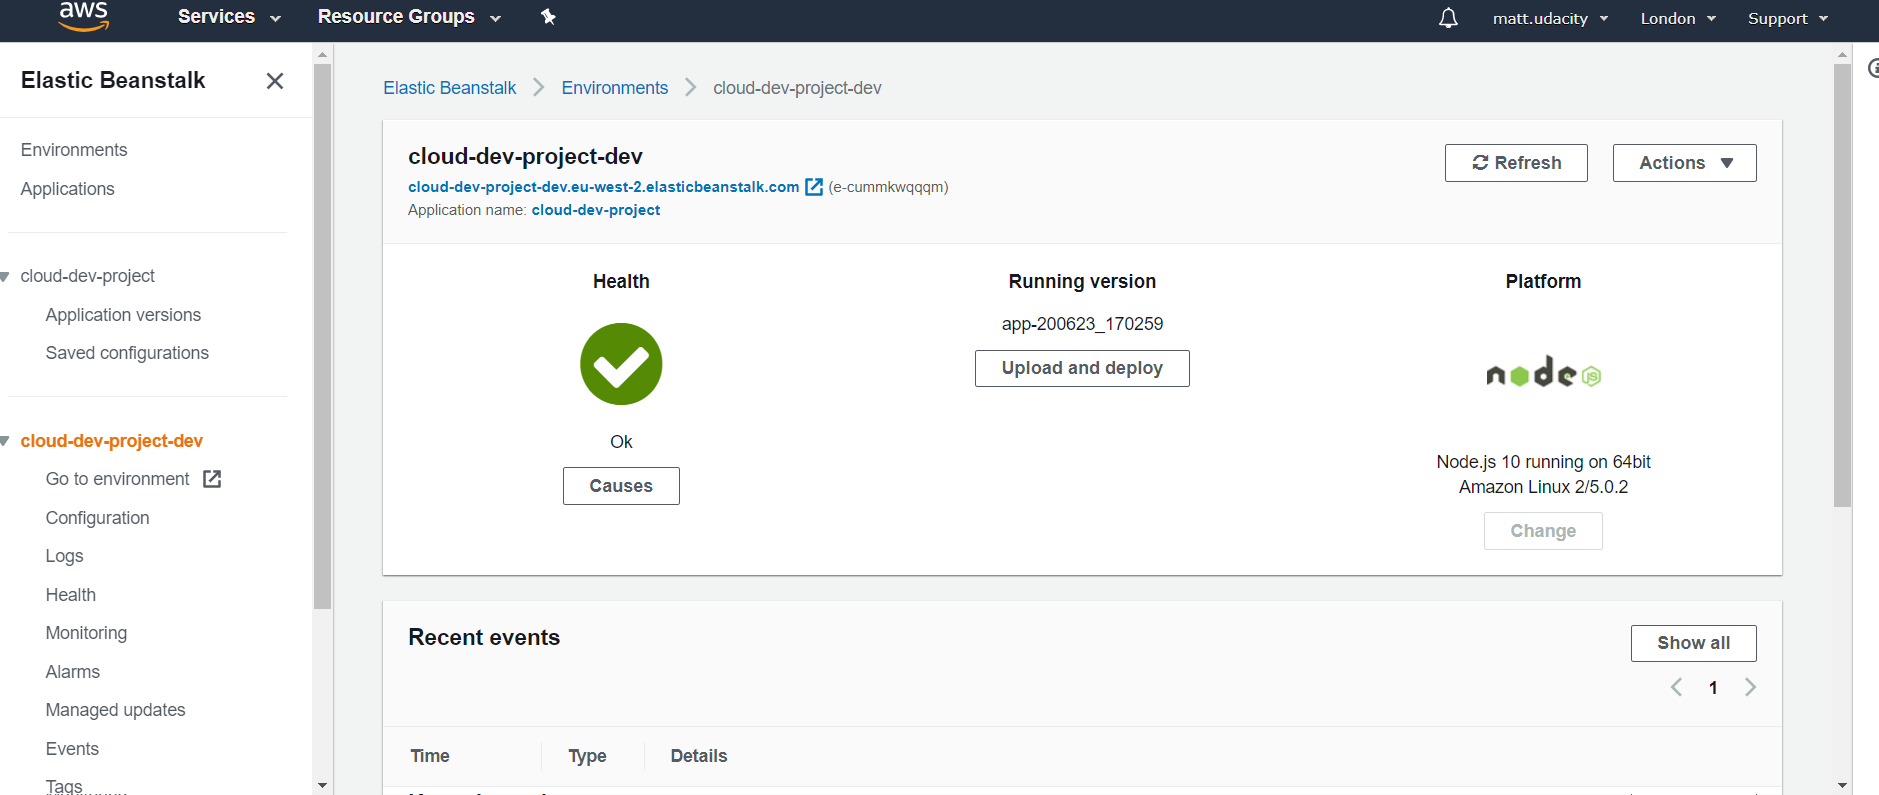 aws
Services
Resource Groups
matt.udacity
London
Support
Elastic Beanstalk
Environments
Applications
cloud-dev-project
Application versions
Saved configurations
cloud-dev-project-dev
Go to environment
Configuration
Logs
Health
Monitoring
Alarms
Managed updates
Events
Tags
Elastic Beanstalk
Environments
cloud-dev-project-dev
cloud-dev-project-dev
cloud-dev-project-dev.eu-west-2.elasticbeanstalk.com (e-cummkwqqqm)
Application name: cloud-dev-project
Refresh
Actions
Health
Ok
Causes
Running version
app-200623_170259
Upload and deploy
Platform
node JS
Node.js 10 running on 64bit
Amazon Linux 2/5.0.2
Change
Recent events
Show all
1
Time
Type
Details